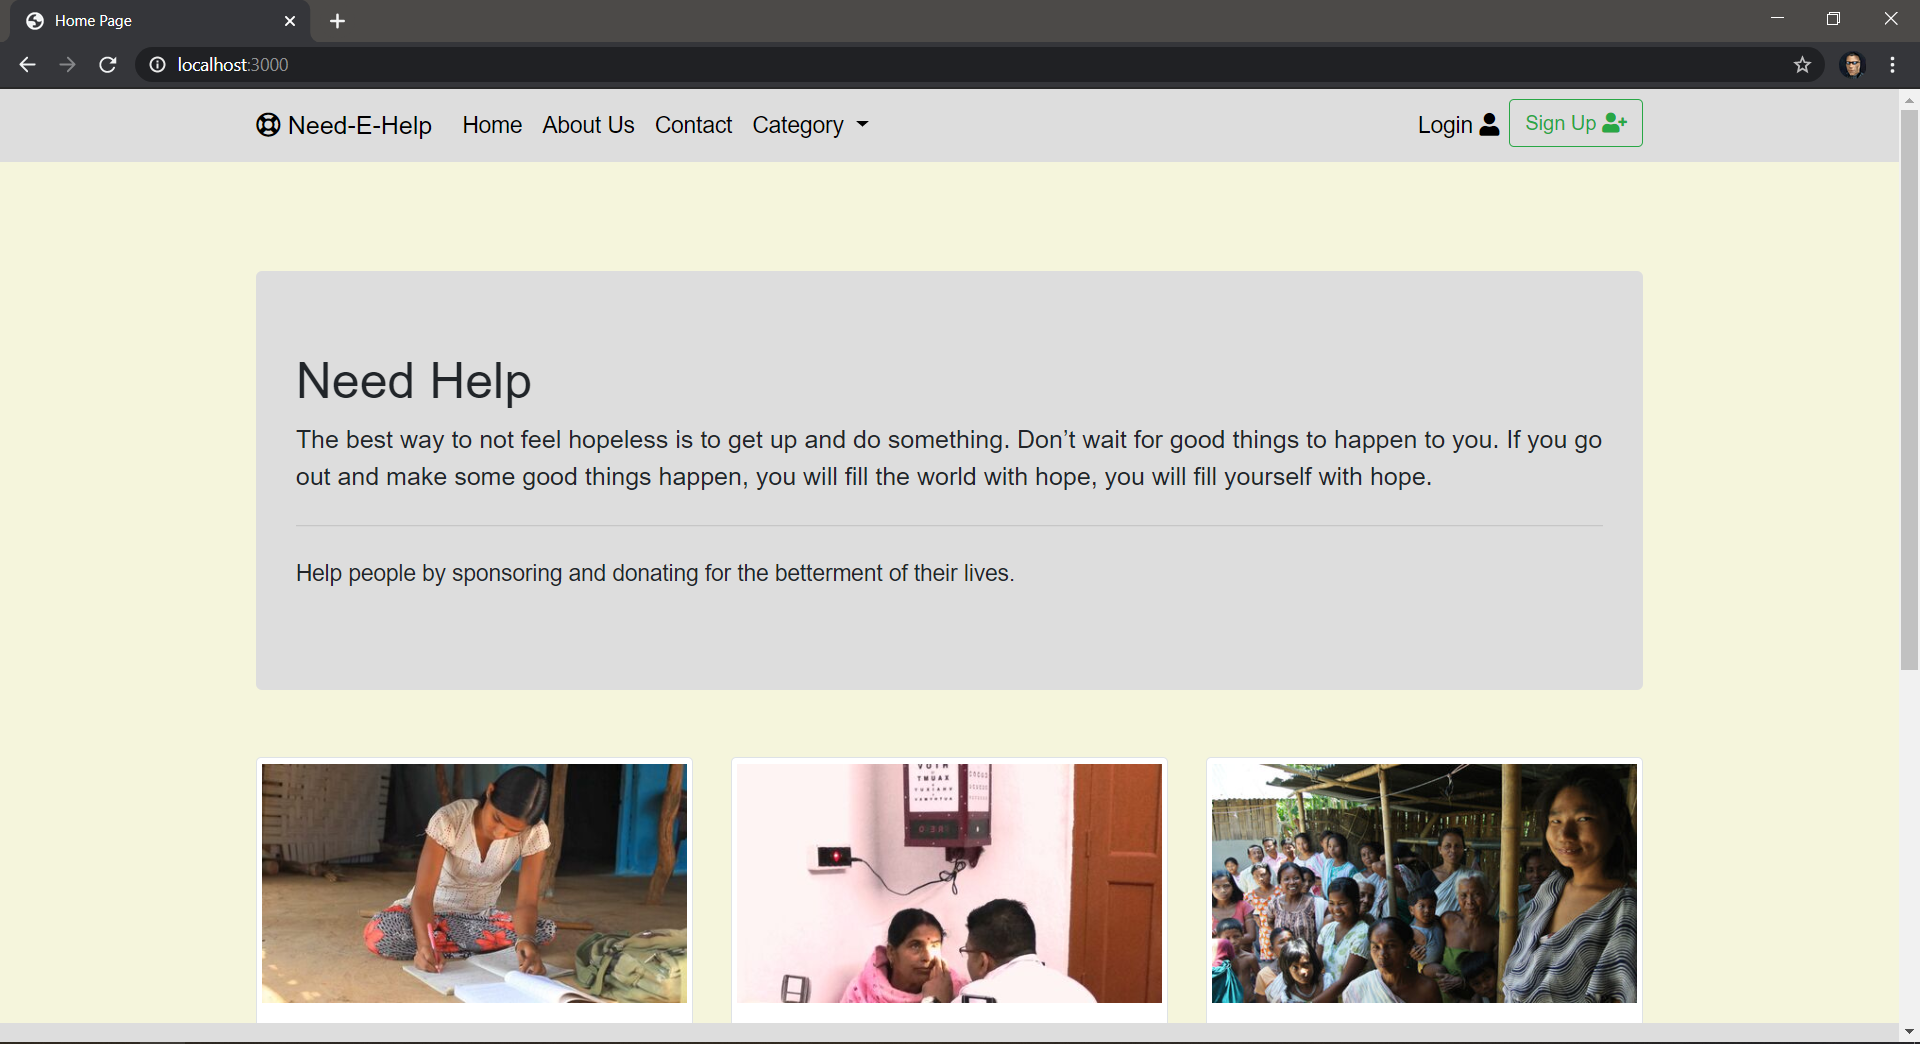 Home Page
localhost:3000
Need-E-Help Home About Us Contact Category Login Sign Up
Need Help
The best way to not feel hopeless is to get up and do something. Don’t wait for good things to happen to you. If you go
out and make some good things happen, you will fill the world with hope, you will fill yourself with hope.
Help people by sponsoring and donating for the betterment of their lives.
TMUAX